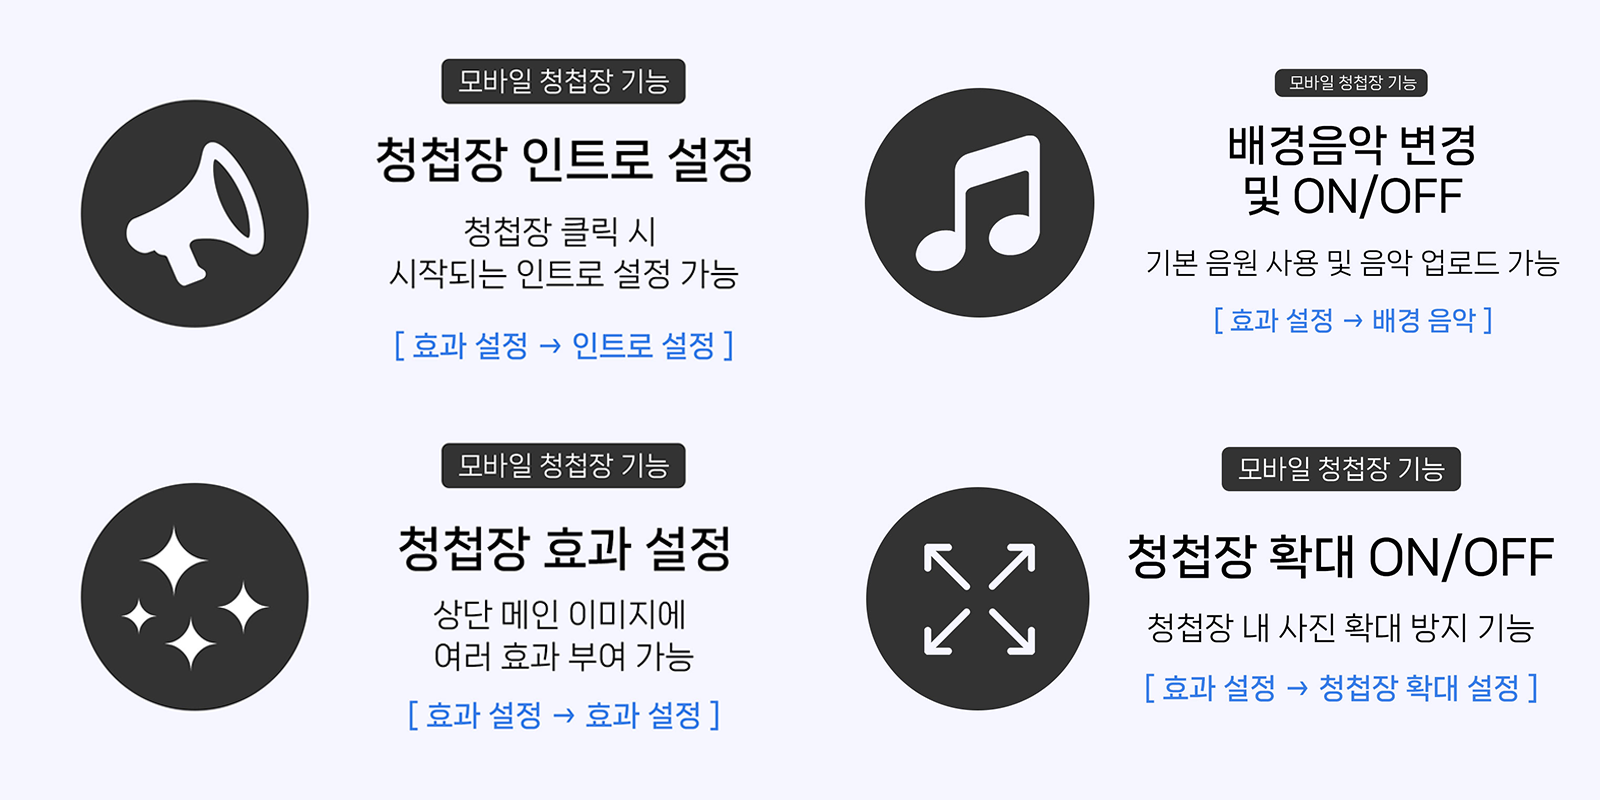 모바일 청첩장 기능
청첩장 인트로 설정
청첩장 클릭 시
시작되는 인트로 설정 가능
[ 효과 설정 → 인트로 설정 ]
모바일 청첩장 기능
배경음악 변경
및 ON/OFF
기본 음원 사용 및 음악 업로드 가능
[ 효과 설정 → 배경 음악 ]
모바일 청첩장 기능
청첩장 효과 설정
상단 메인 이미지에
여러 효과 부여 가능
[ 효과 설정 → 효과 설정 ]
모바일 청첩장 기능
청첩장 확대 ON/OFF
청첩장 내 사진 확대 방지 기능
[ 효과 설정 → 청첩장 확대 설정 ]